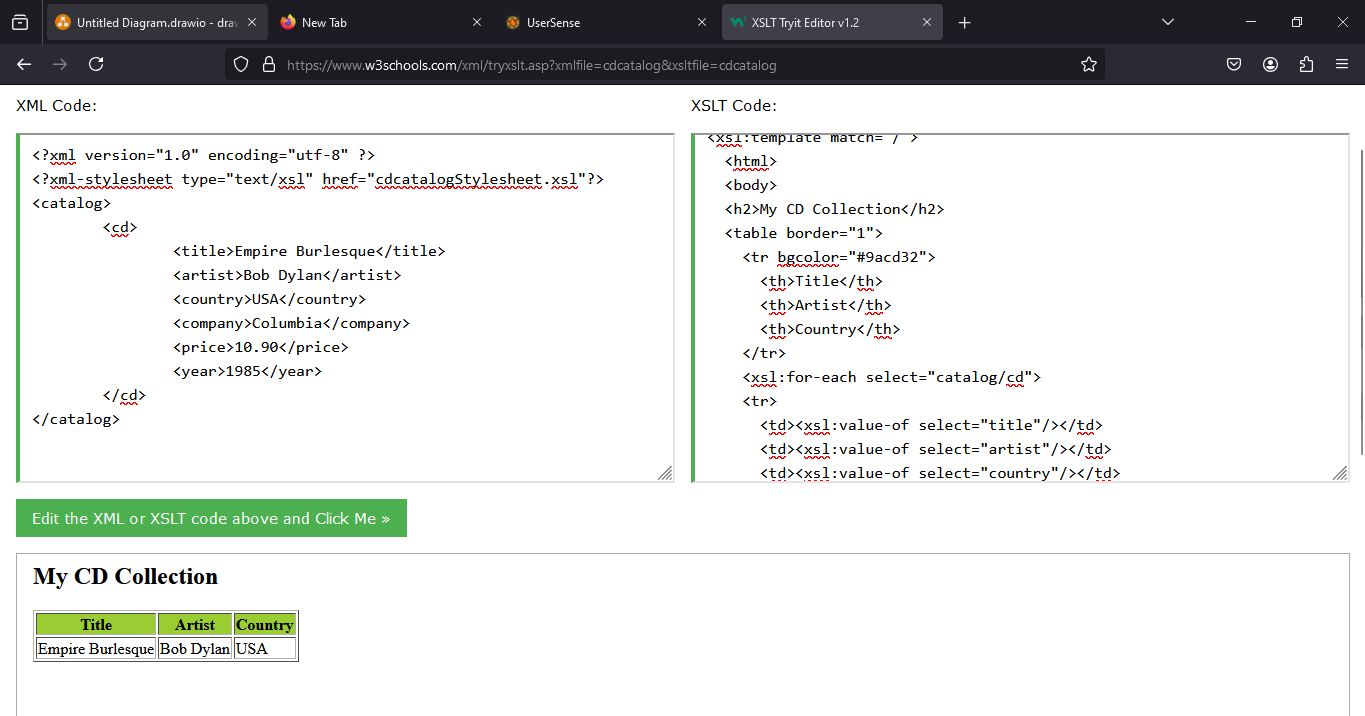 Untitled Diagram.drawio - draw
New Tab
UserSense
XSLT Tryit Editor v1.2
https://www.w3schools.com/xml/tryxslt.asp?xmlfile=cdcatalog&xsltfile=cdcatalog
XML Code:
<?xml version="1.0" encoding="utf-8" ?>
<?xml-stylesheet type="text/xsl" href="cdcatalogStylesheet.xsl"?>
<catalog>
<cd>
<title>Empire Burlesque</title>
<artist>Bob Dylan</artist>
<country>USA</country>
<company>Columbia</company>
<price>10.90</price>
<year>1985</year>
</cd>
</catalog>
XSLT Code:
<xsl:template match="/">
<html>
<body>
<h2>My CD Collection</h2>
<table border="1">
<tr bgcolor="#9acd32">
<th>Title</th>
<th>Artist</th>
<th>Country</th>
</tr>
<xsl:for-each select="catalog/cd">
<tr>
<td><xsl:value-of select="title"/></td>
<td><xsl:value-of select="artist"/></td>
<td><xsl:value-of select="country"/></td>
Edit the XML or XSLT code above and Click Me »
My CD Collection
Title Artist Country
Empire Burlesque Bob Dylan USA